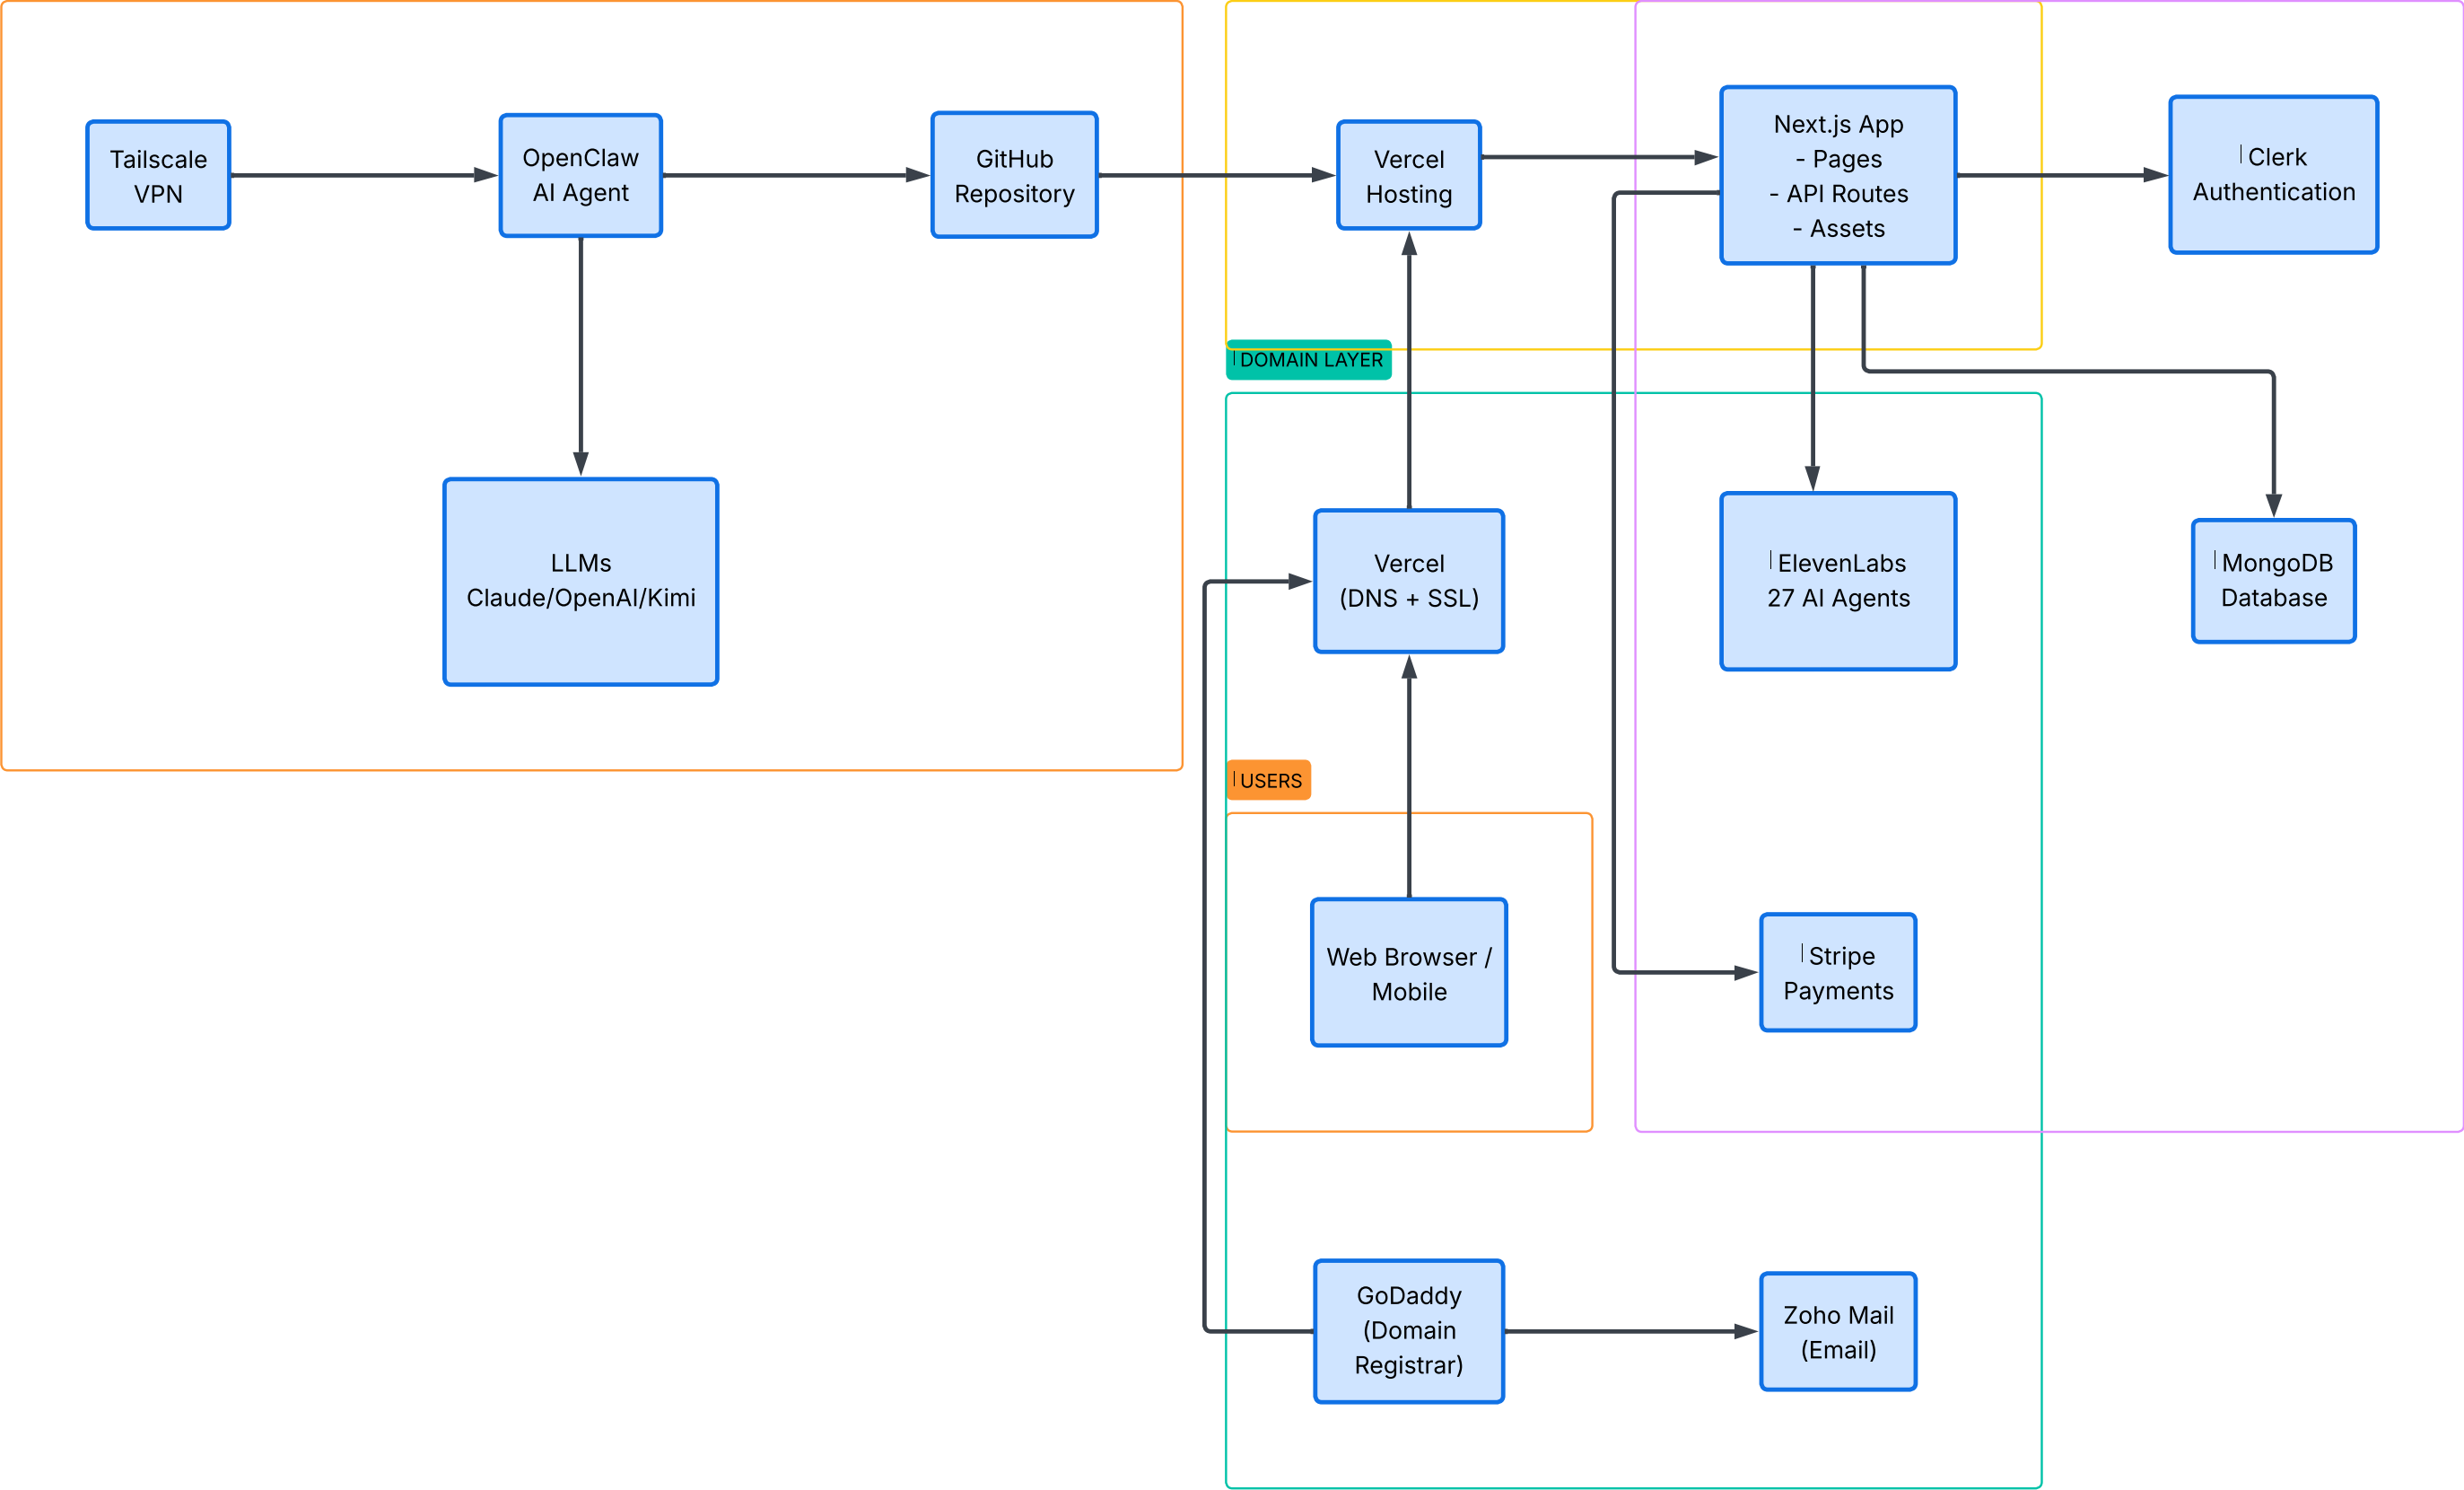 Tailscale
VPN
OpenClaw
AI Agent
GitHub
Repository
Vercel
Hosting
Next.js App
- Pages
- API Routes
- Assets
Clerk
Authentication
DOMAIN LAYER
LLMs
Claude/OpenAI/Kimi
Vercel
(DNS + SSL)
ElevenLabs
27 AI Agents
MongoDB
Database
USERS
Web Browser /
Mobile
Stripe
Payments
GoDaddy
(Domain
Registrar)
Zoho Mail
(Email)